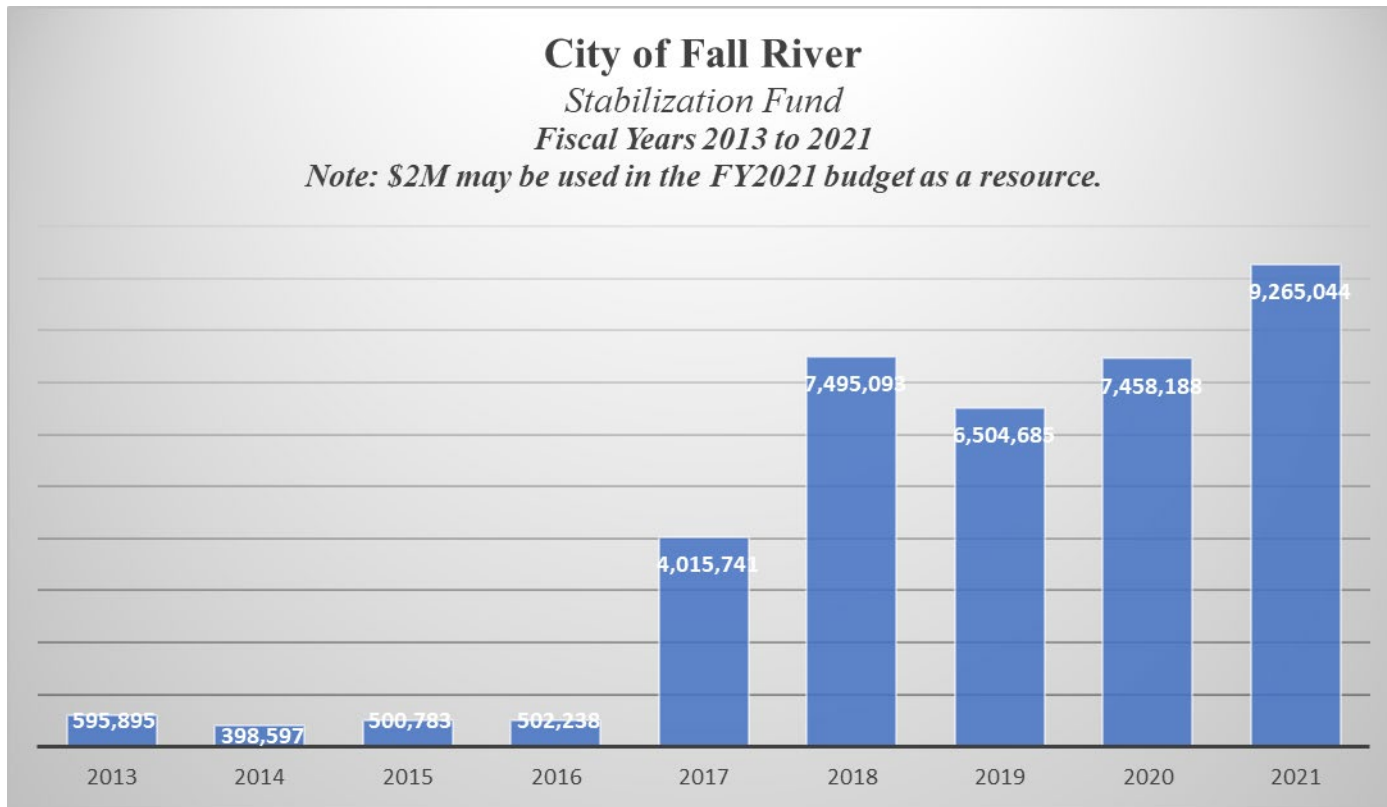 City of Fall River
Stabilization Fund
Fiscal Years 2013 to 2021
Note: $2M may be used in the FY2021 budget as a resource.
9,265,044
7,495,093
7,458,188
6,504,685
4,015,741
595,895
398,597
500,783
502,238
2013 2014 2015 2016 2017 2018 2019 2020 2021